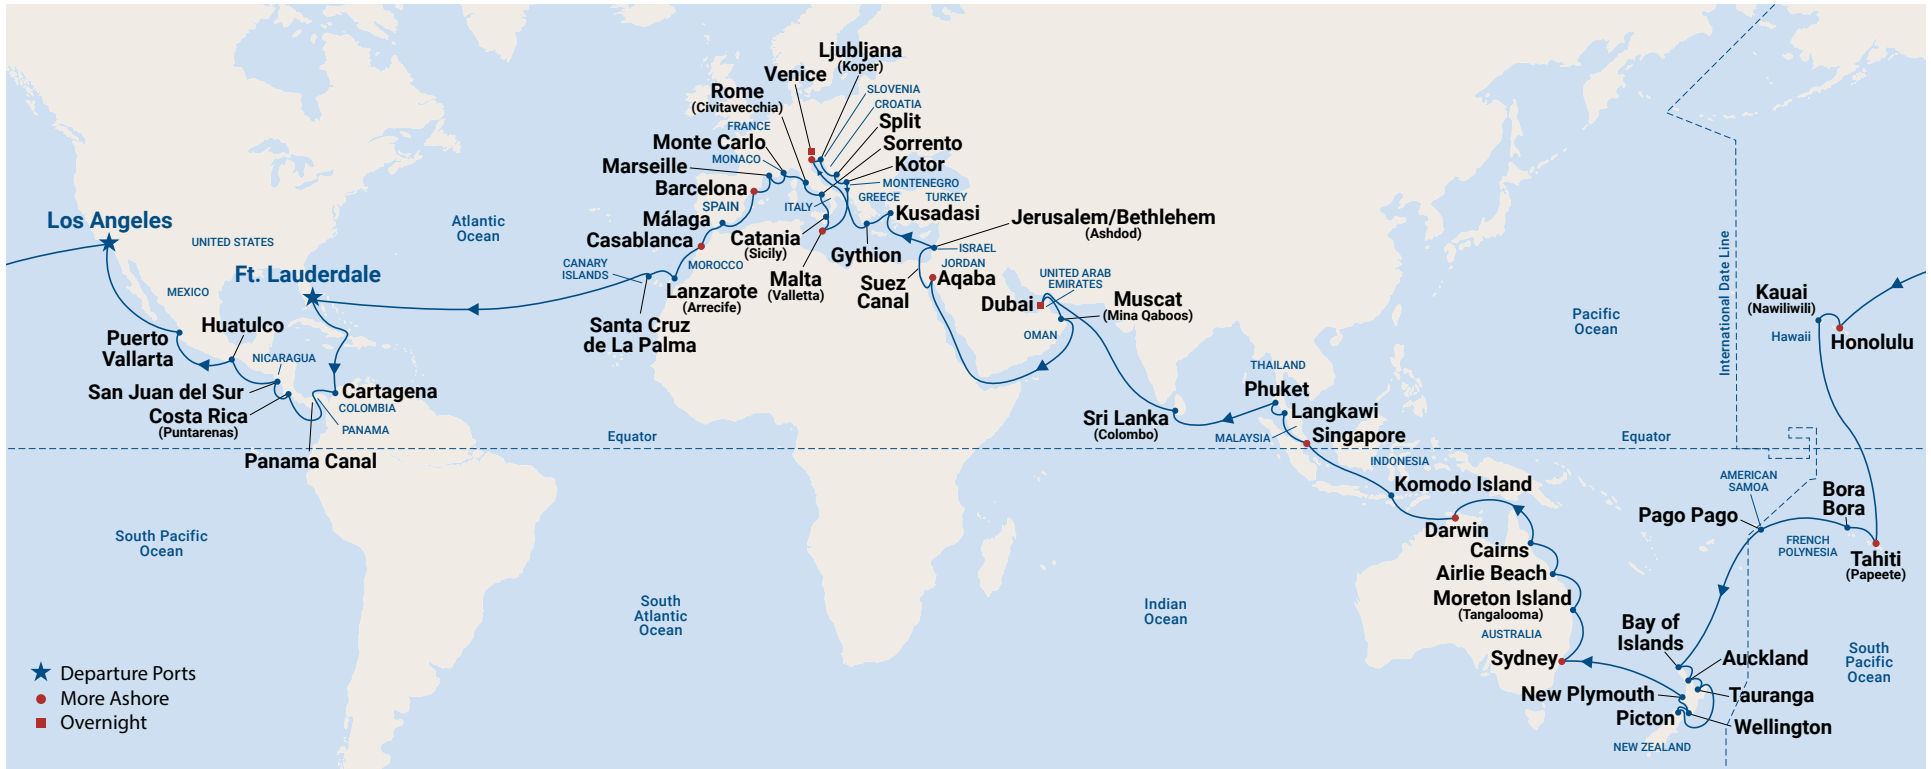 Los Angeles
UNITED STATES
Ft. Lauderdale
MEXICO
Puerto
Vallarta
Huatulco
NICARAGUA
San Juan del Sur
Costa Rica
(Puntarenas)
Cartagena
COLOMBIA
PANAMA
Panama Canal
Atlantic
Ocean
South Pacific
Ocean
South
Atlantic
Ocean
Equator
Ljubljana
(Koper)
Venice
Rome
(Civitavecchia)
SLOVENIA
CROATIA
FRANCE
Split
Monte Carlo
Sorrento
MONACO
Kotor
Marseille
MONTENEGRO
Barcelona
GREECE
TURKEY
SPAIN
ITALY
Kusadasi
Málaga
Casablanca
Catania
(Sicily)
Gythion
Jerusalem/Bethlehem
(Ashdod)
ISRAEL
JORDAN
CANARY
ISLANDS
MOROCCO
Lanzarote
(Arrecife)
Malta
(Valletta)
Suez
Canal
Aqaba
Santa Cruz
de La Palma
UNITED ARAB
EMIRATES
Dubai
Muscat
(Mina Qaboos)
OMAN
Sri Lanka
(Colombo)
THAILAND
Phuket
Langkawi
MALAYSIA
Singapore
INDONESIA
Komodo Island
Darwin
Cairns
Airlie Beach
Moreton Island
(Tangalooma)
AUSTRALIA
Sydney
Indian
Ocean
Pacific
Ocean
International Date Line
Kauai
(Nawiliwili)
Hawaii
Honolulu
Equator
AMERICAN
SAMOA
Bora
Bora
Pago Pago
FRENCH
POLYNESIA
Tahiti
(Papeete)
Bay of
Islands
Auckland
Tauranga
New Plymouth
Picton
Wellington
NEW ZEALAND
South
Pacific
Ocean
Departure Ports
More Ashore
Overnight